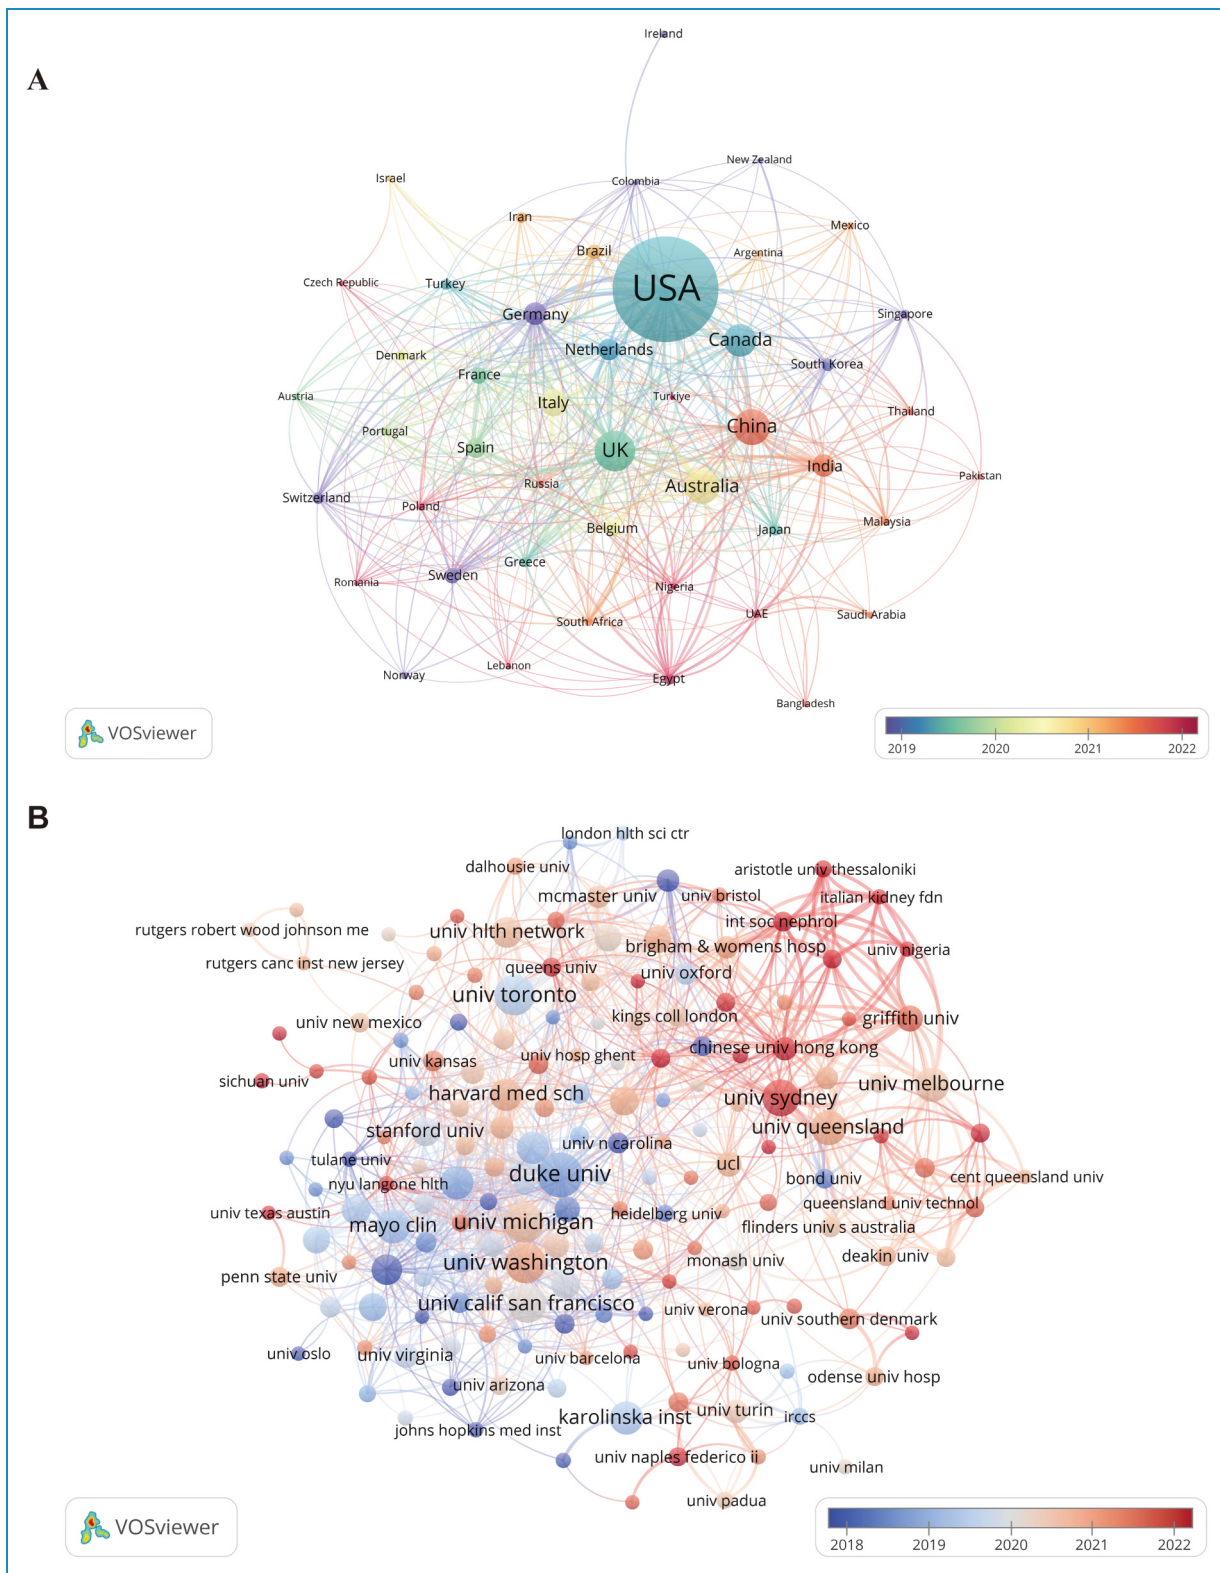 A
Ireland
New Zealand
Israel
Colombia
Iran
Mexico
Brazil
Argentina
Czech Republic
Turkey
USA
Germany
Singapore
Canada
Netherlands
Denmark
South Korea
France
Austria
Turkiye
Italy
Thailand
China
Portugal
Spain
UK
India
Pakistan
Russia
Australia
Switzerland
Poland
Malaysia
Belgium
Japan
Greece
Sweden
Romania
Nigeria
UAE
Saudi Arabia
South Africa
Lebanon
Norway
Egypt
Bangladesh
VOSviewer
2019 2020 2021 2022
B
london hlth sci ctr
dalhousie univ
aristotle univ thessaloniki
mcmaster univ
univ bristol
italian kidney fdn
int soc nephrol
rutgers robert wood johnson me
univ hlth network
brigham & womens hosp
univ nigeria
rutgers canc inst new jersey
queens univ
univ oxford
univ toronto
kings coll london
griffith univ
univ new mexico
chinese univ hong kong
univ hosp ghent
univ kansas
sichuan univ
univ melbourne
harvard med sch
univ sydney
univ queensland
stanford univ
univ n carolina
tulane univ
ucl
duke univ
bond univ
cent queensland univ
nyu langone hlth
queensland univ technol
univ texas austin
heidelberg univ
mayo clin
univ michigan
flinders univ s australia
deakin univ
monash univ
univ washington
penn state univ
univ calif san francisco
univ verona
univ southern denmark
univ oslo
univ virginia
univ barcelona
univ bologna
odense univ hosp
univ arizona
karolinska inst
univ turin
irccs
johns hopkins med inst
univ naples federico ii
univ milan
univ padua
VOSviewer
2018 2019 2020 2021 2022